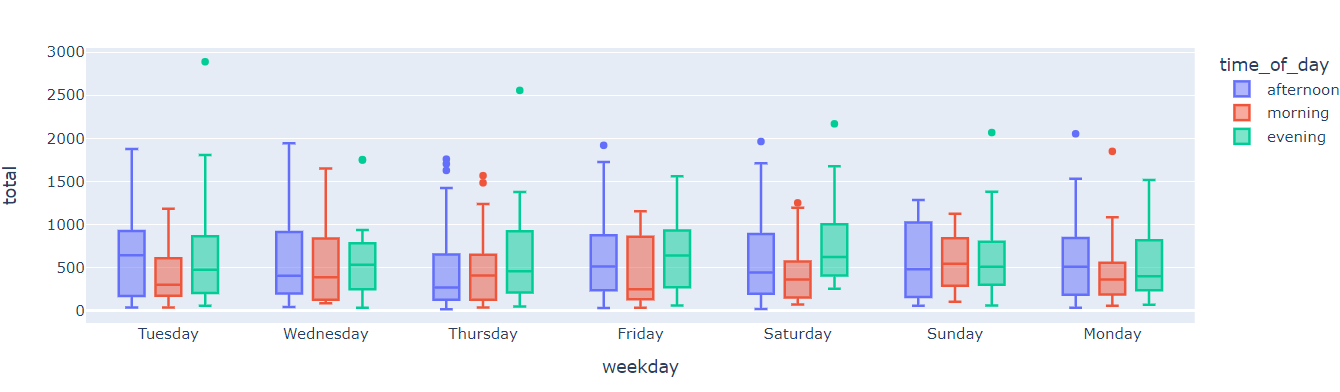 time_of_day
afternoon
morning
evening
total
3000
2500
2000
1500
1000
500
0
Tuesday Wednesday Thursday Friday Saturday Sunday Monday
weekday